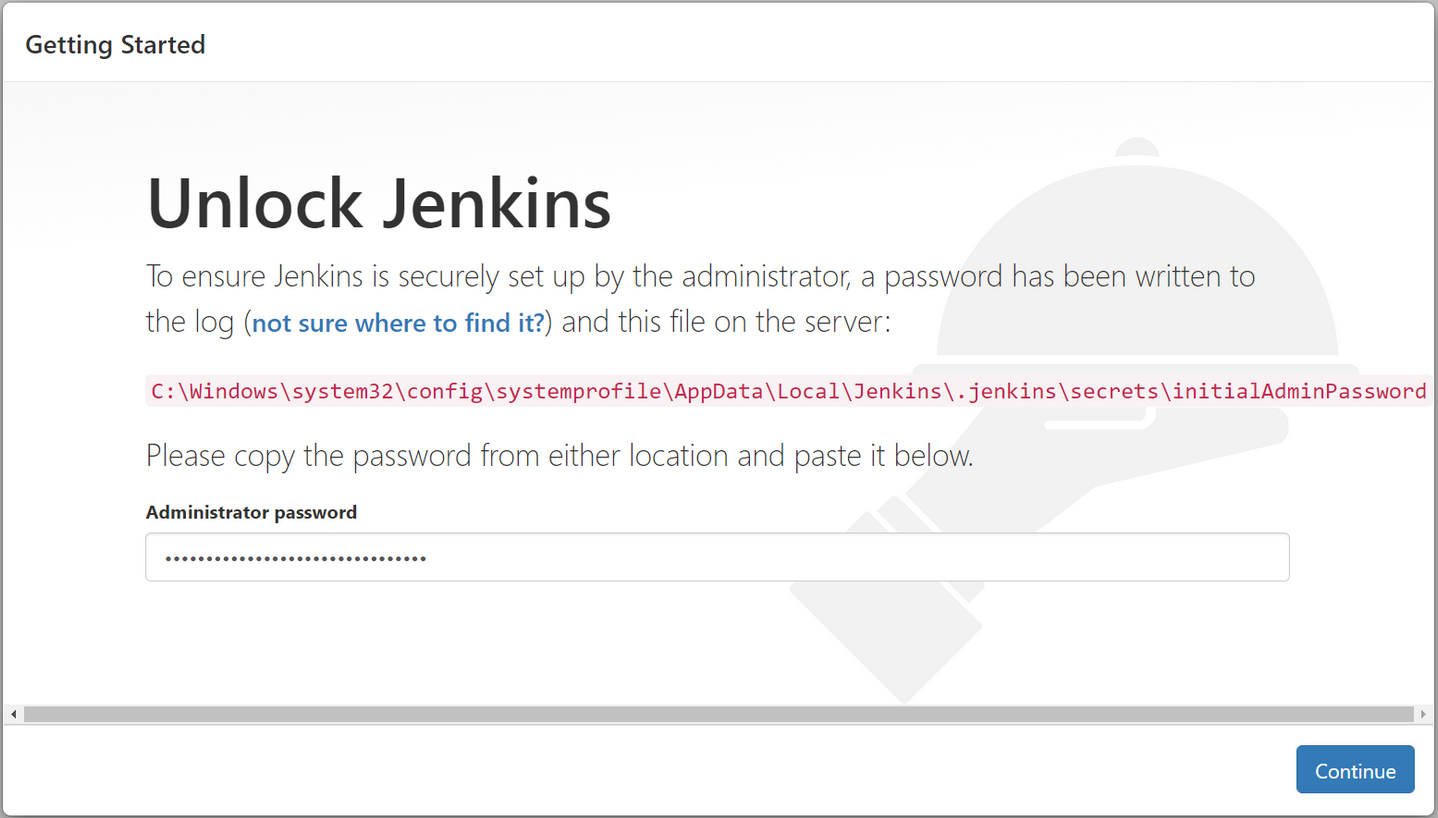 Getting Started
Unlock Jenkins
To ensure Jenkins is securely set up by the administrator, a password has been written to
the log (not sure where to find it?) and this file on the server:
C:\Windows\system32\config\systemprofile\AppData\Local\Jenkins\.jenkins\secrets\initialAdminPassword
Please copy the password from either location and paste it below.
Administrator password
••••••••••••••••••••••••••••••••
Continue